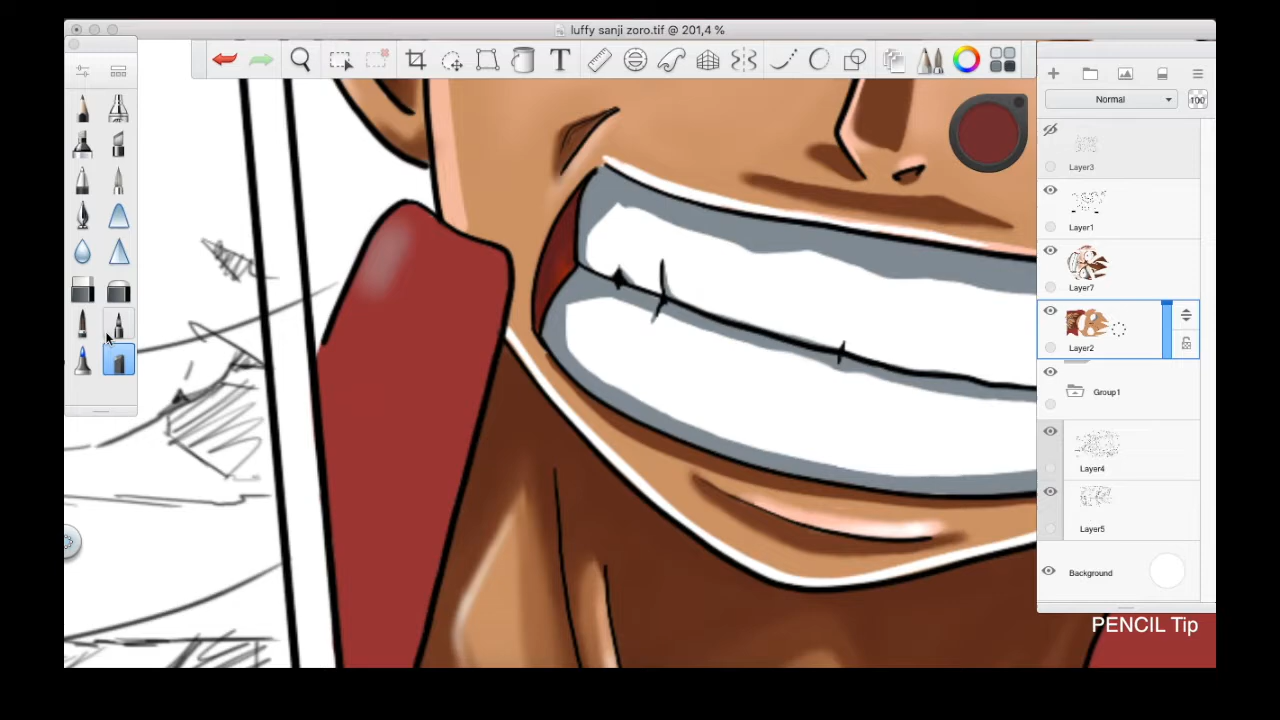 luffy sanji zoro.tif @ 201,4 %
T
Normal
100
Layer3
Layer1
Layer7
Layer2
Group1
Layer4
Layer5
Background
PENCIL Tip